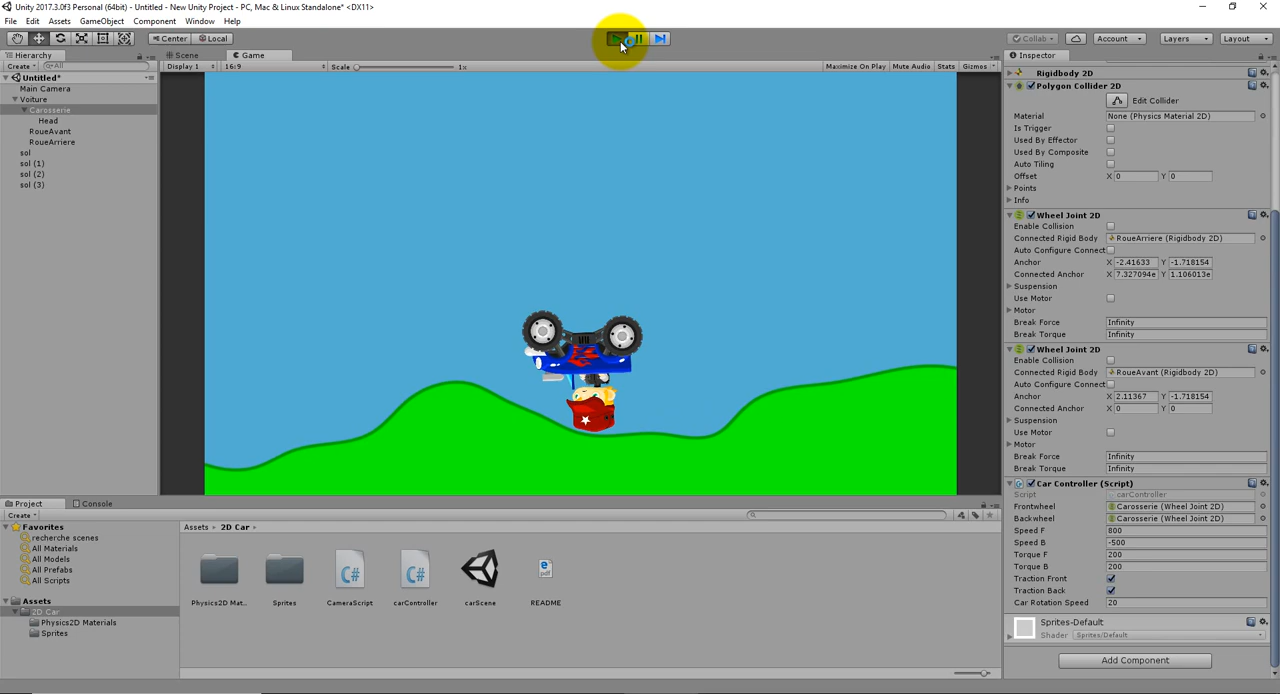 Unity 2017.3.0f3 Personal (64bit) - Untitled - New Unity Project - PC, Mac & Linux Standalone* <DX11>
File Edit Assets GameObject Component Window Help
Center Local
Collab Account Layers Layout
Hierarchy
Create All
Untitled*
Main Camera
Voiture
Carosserie
Head
RoueAvant
RoueArriere
sol
sol (1)
sol (2)
sol (3)
Scene Game
Display 1 16:9 Scale 1x Maximize On Play Mute Audio Stats Gizmos
Inspector
Rigidbody 2D
Polygon Collider 2D
Edit Collider
Material None (Physics Material 2D)
Is Trigger
Used By Effector
Used By Composite
Auto Tiling
Offset X 0 Y 0
Points
Info
Wheel Joint 2D
Enable Collision
Connected Rigid Body RoueArriere (Rigidbody 2D)
Auto Configure Connect
Anchor X -2.41633 Y -1.718154
Connected Anchor X 7.327094e Y 1.106013e
Suspension
Use Motor
Motor
Break Force Infinity
Break Torque Infinity
Wheel Joint 2D
Enable Collision
Connected Rigid Body RoueAvant (Rigidbody 2D)
Auto Configure Connect
Anchor X 2.11367 Y -1.718154
Connected Anchor X 0 Y 0
Suspension
Use Motor
Motor
Break Force Infinity
Break Torque Infinity
Car Controller (Script)
Script carController
Frontwheel Carosserie (Wheel Joint 2D)
Backwheel Carosserie (Wheel Joint 2D)
Speed F 800
Speed B -500
Torque F 200
Torque B 200
Traction Front
Traction Back
Car Rotation Speed 20
Sprites-Default
Shader Sprites/Default
Add Component
Project Console
Create
Favorites
recherche scenes
All Materials
All Models
All Prefabs
All Scripts
Assets
2D Car
Physics2D Materials
Sprites
Assets 2D Car
C# C# e pdf
Physics2D Mat... Sprites CameraScript carController carScene README